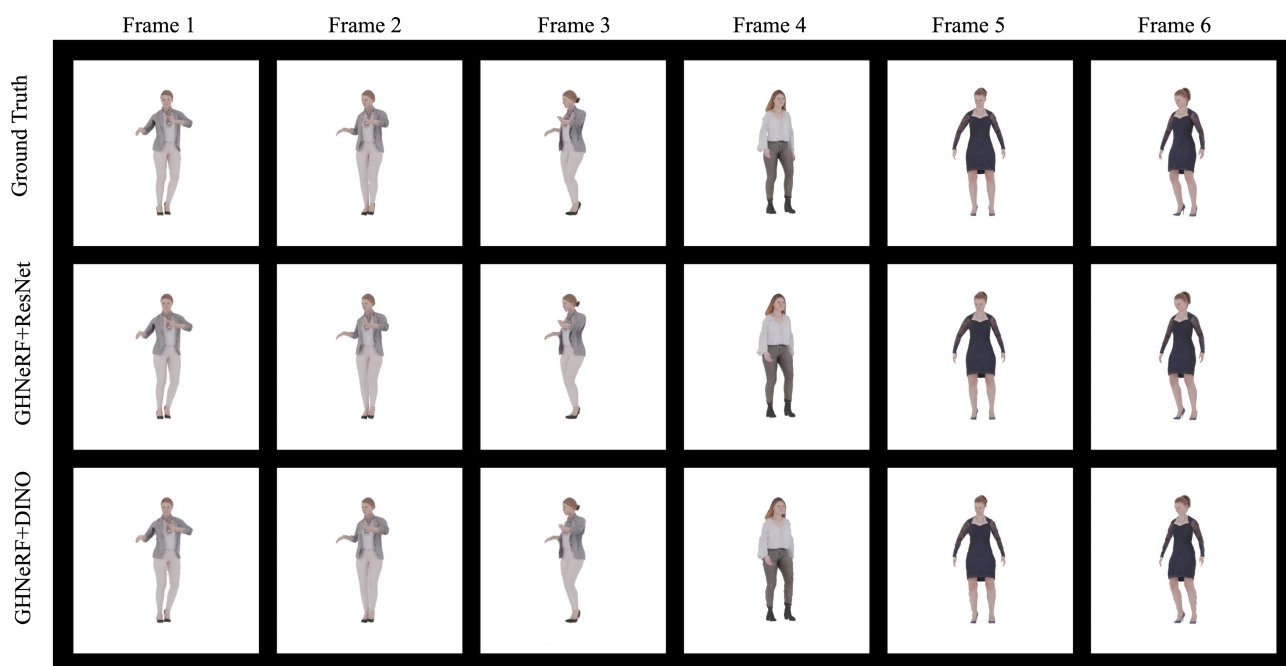 Frame 1
Frame 2
Frame 3
Frame 4
Frame 5
Frame 6
Ground Truth
GHNeRF+ResNet
GHNeRF+DINO